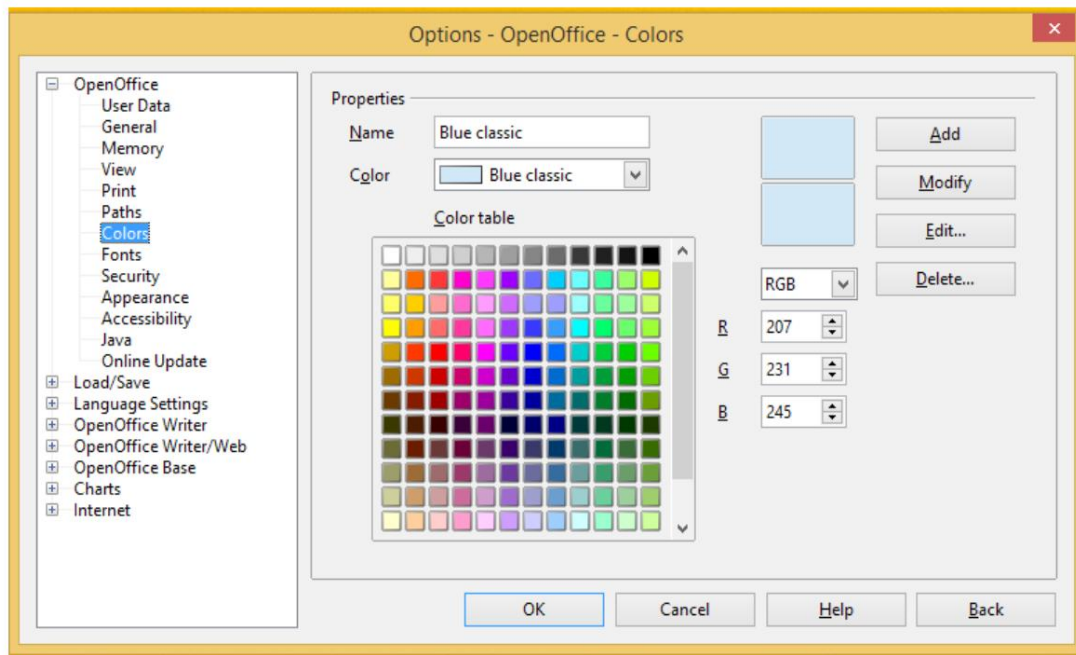 Options - OpenOffice - Colors
OpenOffice
User Data
General
Memory
View
Print
Paths
Colors
Fonts
Security
Appearance
Accessibility
Java
Online Update
Load/Save
Language Settings
OpenOffice Writer
OpenOffice Writer/Web
OpenOffice Base
Charts
Internet
Properties
Name Blue classic
Color Blue classic
Color table
Add
Modify
Edit...
Delete...
RGB
R 207
G 231
B 245
OK Cancel Help Back